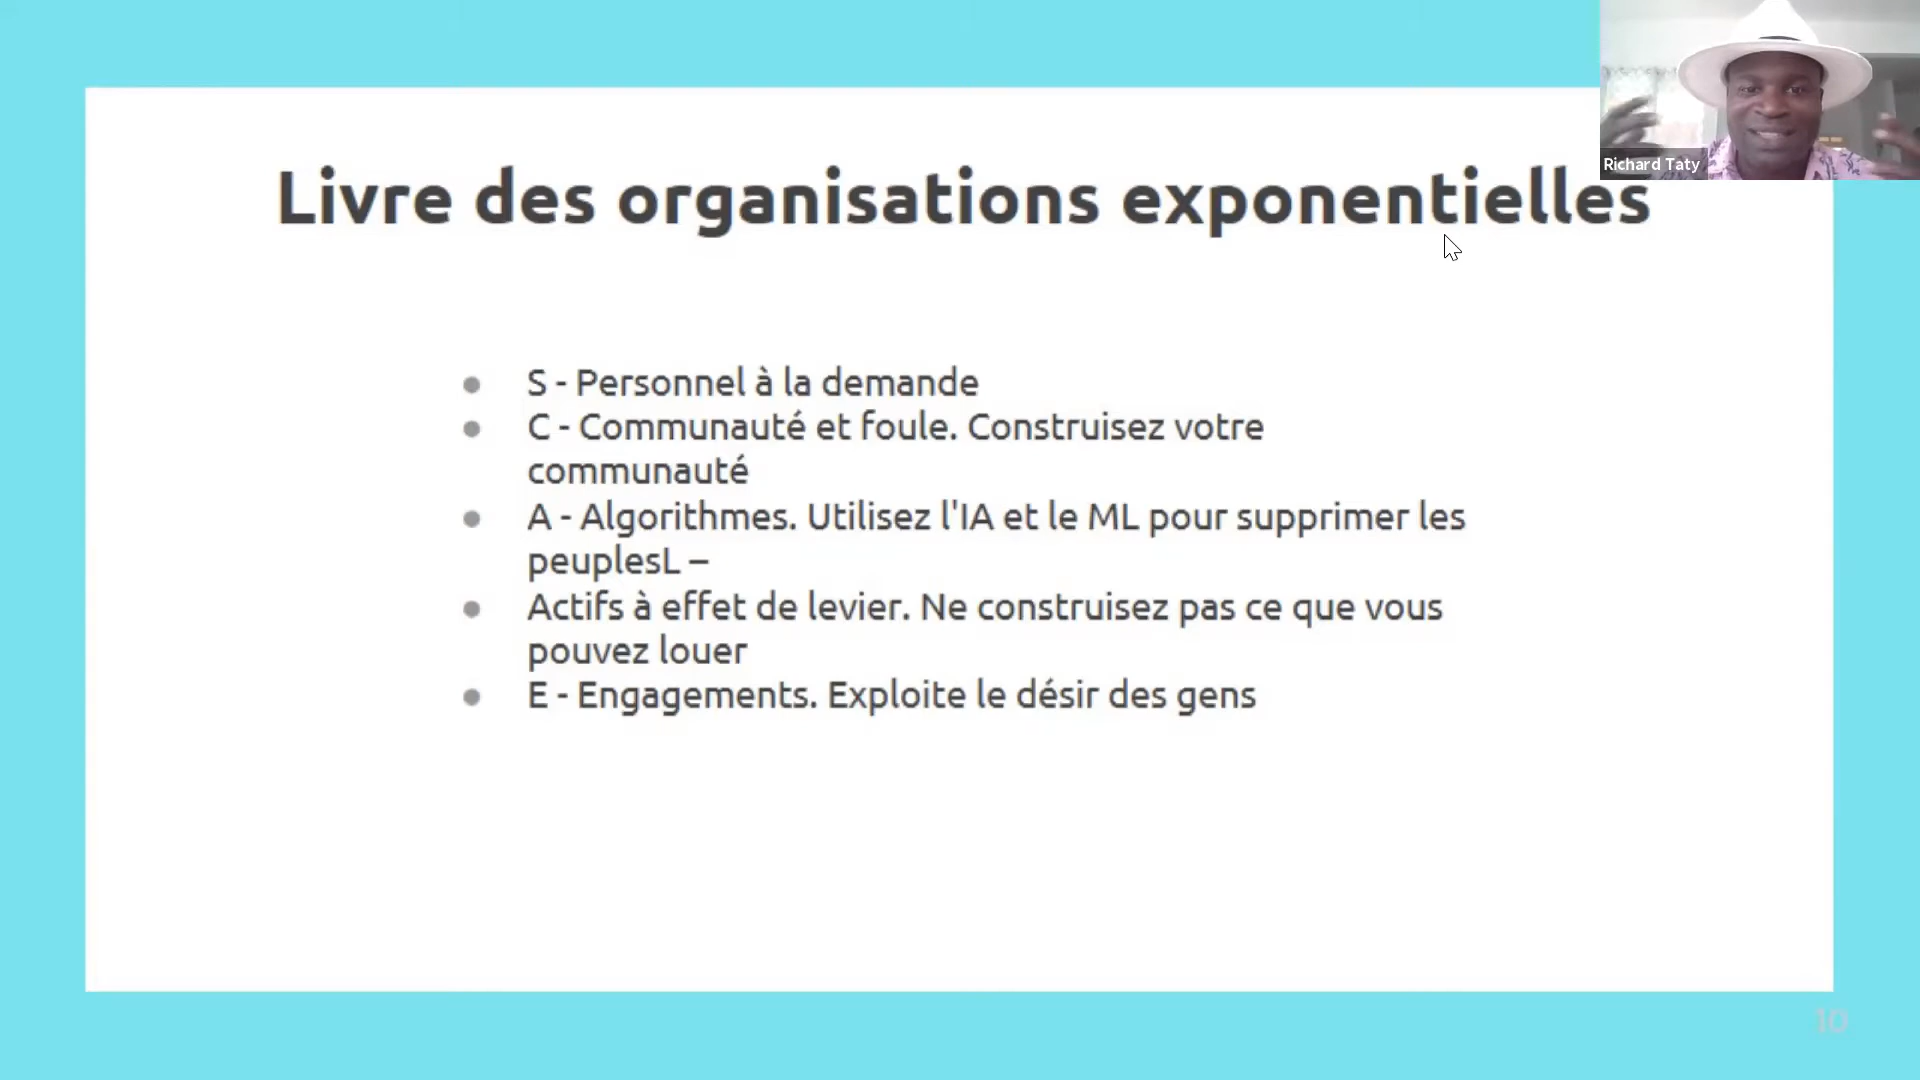 Richard Taty
Livre des organisations exponentielles
S - Personnel à la demande
C - Communauté et foule. Construisez votre
communauté
A - Algorithmes. Utilisez l'IA et le ML pour supprimer les
peuplesL –
Actifs à effet de levier. Ne construisez pas ce que vous
pouvez louer
E - Engagements. Exploite le désir des gens
10